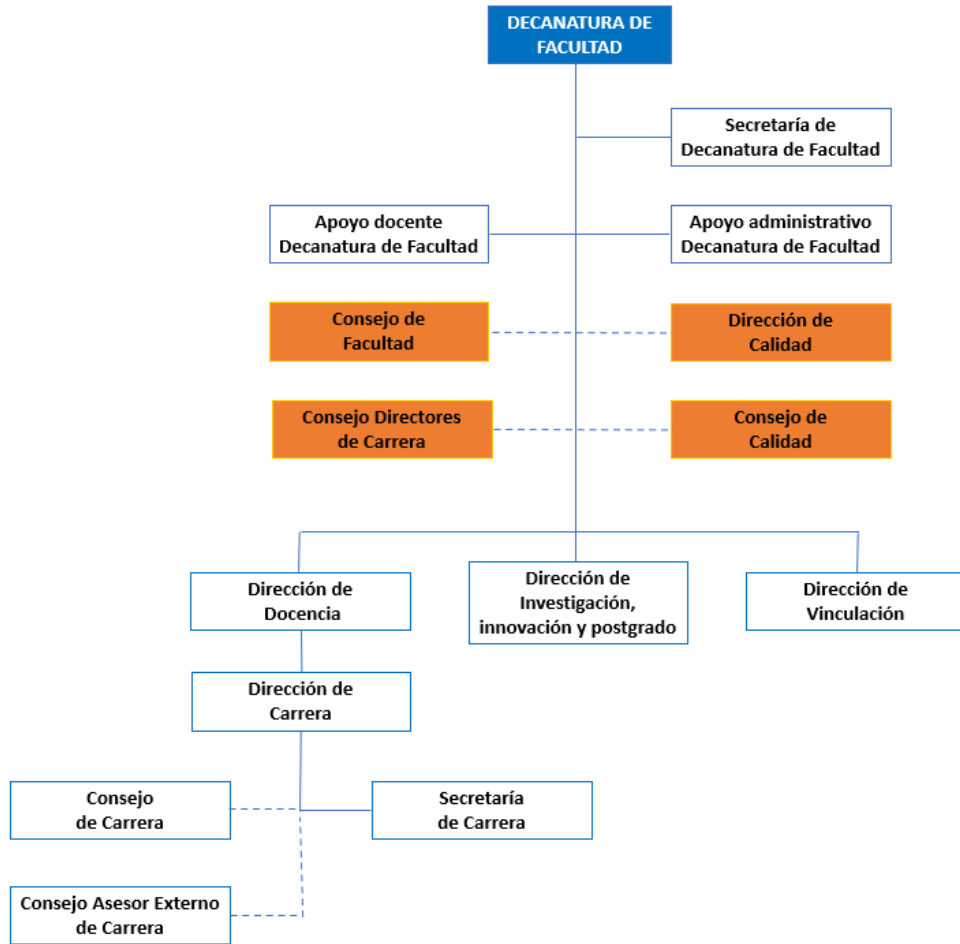 DECANATURA DE
FACULTAD
Secretaría de
Decanatura de Facultad
Apoyo docente
Decanatura de Facultad
Apoyo administrativo
Decanatura de Facultad
Consejo de
Facultad
Dirección de
Calidad
Consejo Directores
de Carrera
Consejo de
Calidad
Dirección de
Docencia
Dirección de
Investigación,
innovación y postgrado
Dirección de
Vinculación
Dirección de
Carrera
Consejo
de Carrera
Secretaría
de Carrera
Consejo Asesor Externo
de Carrera